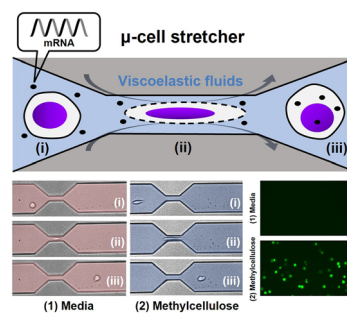 mRNA
μ-cell stretcher
Viscoelastic fluids
(i)
(ii)
(iii)
(i)
(ii)
(iii)
(i)
(ii)
(iii)
(1) Media
(2) Methylcellulose
(1) Media
(2) Methylcellulose